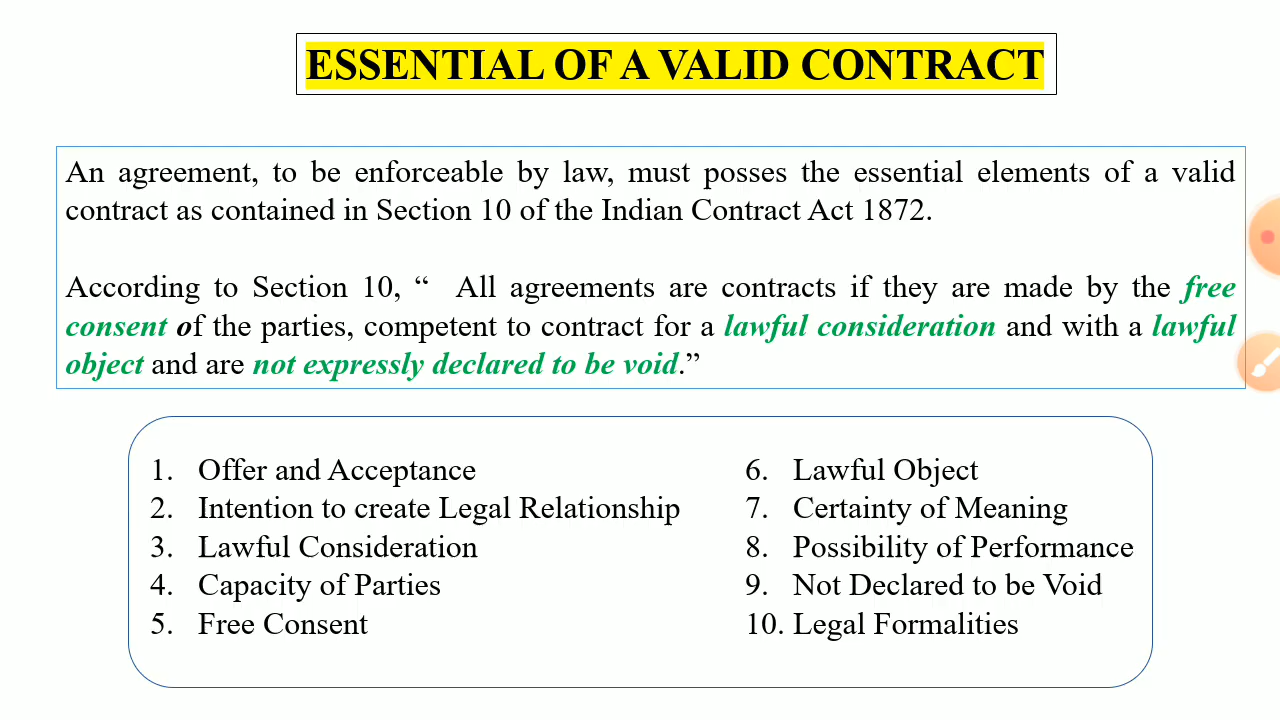 ESSENTIAL OF A VALID CONTRACT
An agreement, to be enforceable by law, must posses the essential elements of a valid
contract as contained in Section 10 of the Indian Contract Act 1872.
According to Section 10, “ All agreements are contracts if they are made by the free
consent of the parties, competent to contract for a lawful consideration and with a lawful
object and are not expressly declared to be void.”
1. Offer and Acceptance
2. Intention to create Legal Relationship
3. Lawful Consideration
4. Capacity of Parties
5. Free Consent
6. Lawful Object
7. Certainty of Meaning
8. Possibility of Performance
9. Not Declared to be Void
10. Legal Formalities